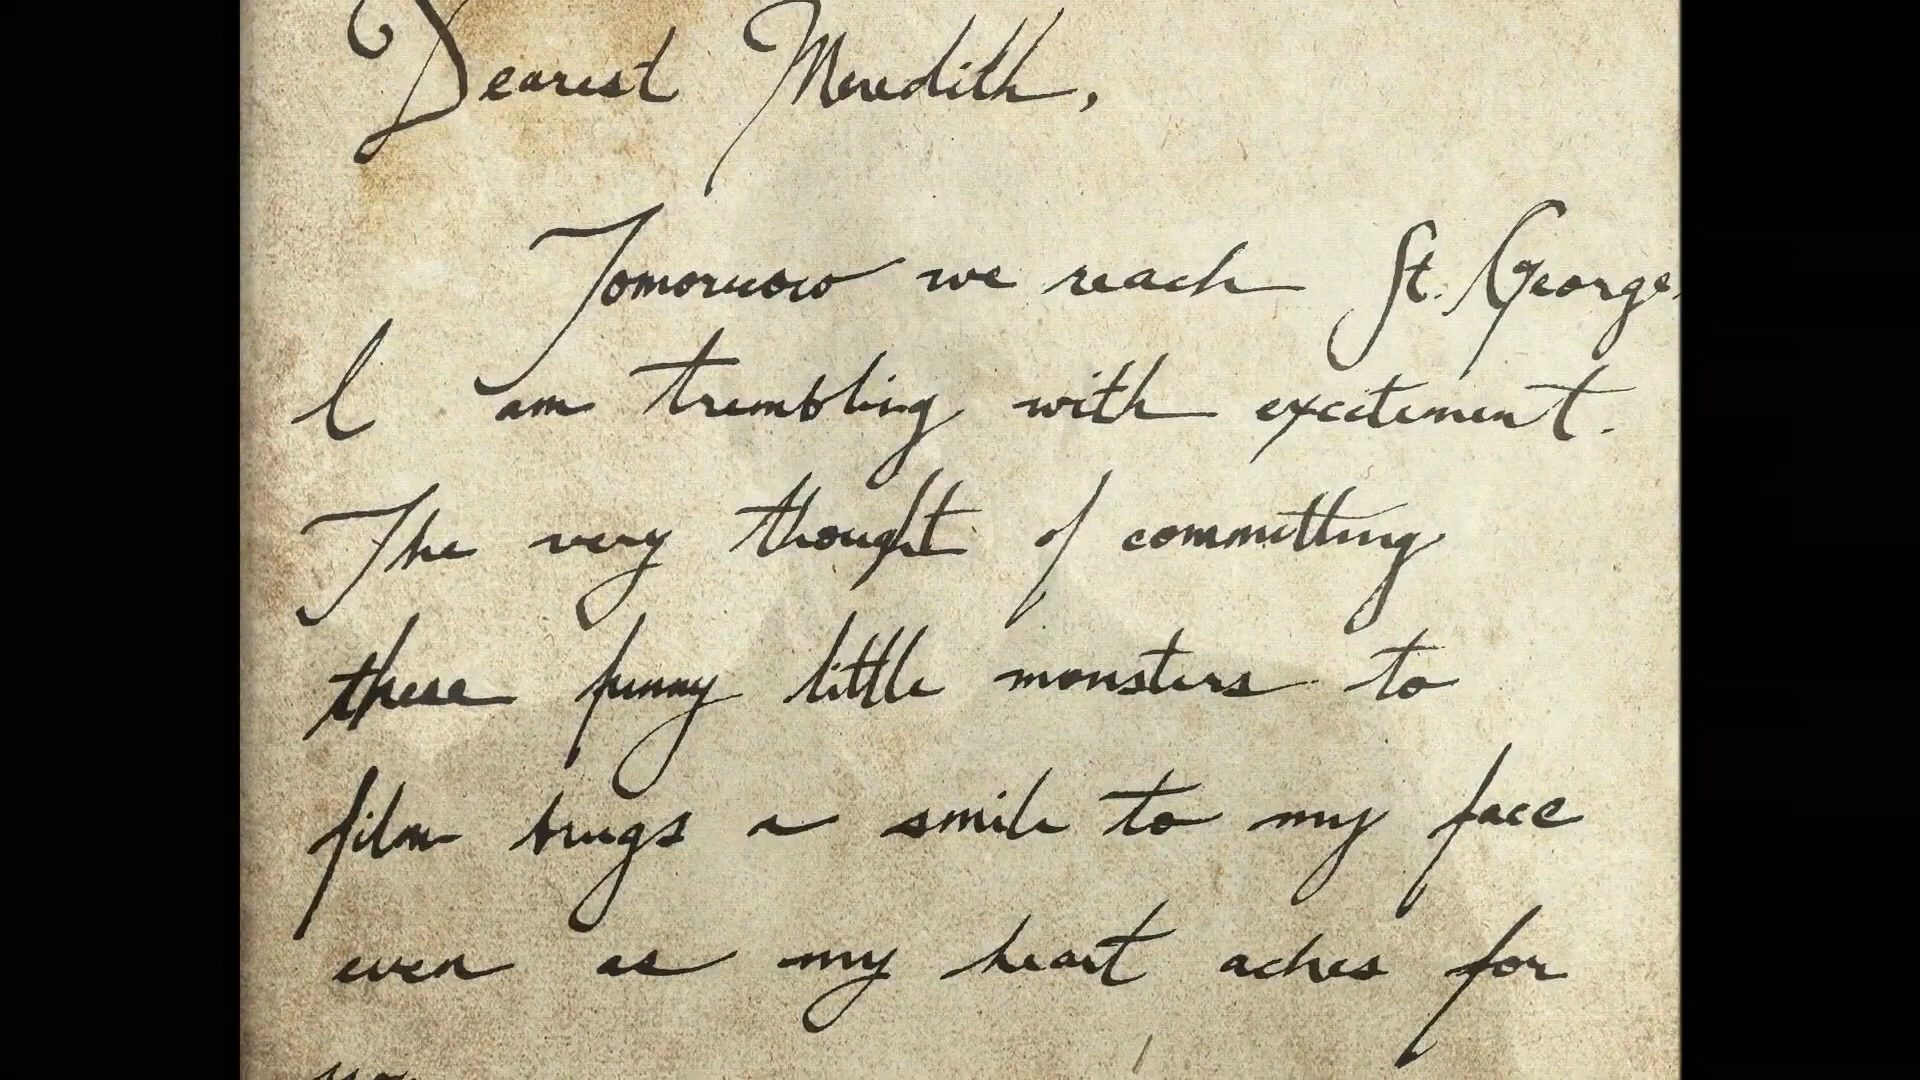 Dearest Meredith,
Tomorrow we reach St. George.
I am trembling with excitement.
The very thought of committing
these funny little monsters to
film brings a smile to my face
even as my heart aches for